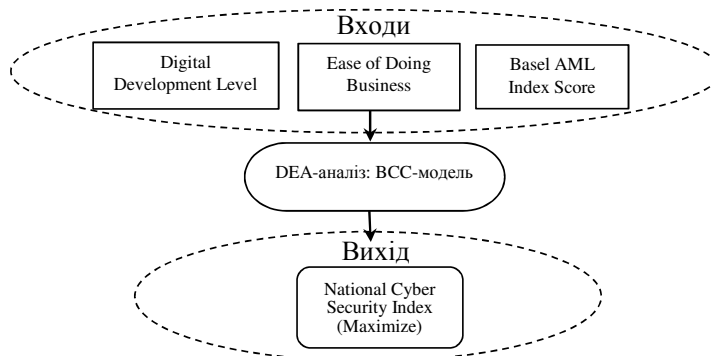 Входи
Digital
Development Level
Ease of Doing
Business
Basel AML
Index Score
DEA-аналіз: BCC-модель
Вихід
National Cyber
Security Index
(Maximize)